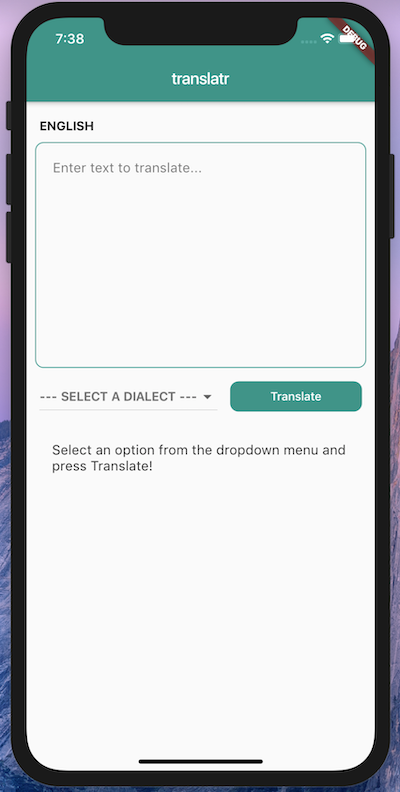 7:38
DEBUG
translatr
ENGLISH
Enter text to translate...
--- SELECT A DIALECT ---
Translate
Select an option from the dropdown menu and
press Translate!